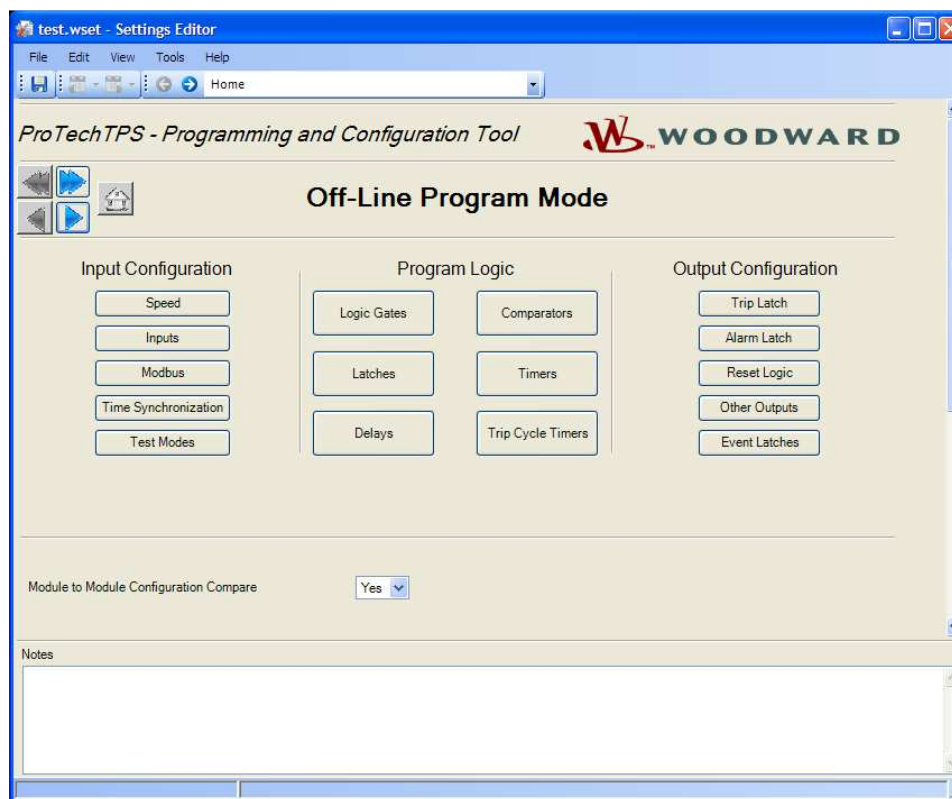 test.wset - Settings Editor
File Edit View Tools Help
Home
ProTechTPS - Programming and Configuration Tool
WOODWARD
TM
Off-Line Program Mode
Input Configuration
Speed
Inputs
Modbus
Time Synchronization
Test Modes
Program Logic
Logic Gates
Comparators
Latches
Timers
Delays
Trip Cycle Timers
Output Configuration
Trip Latch
Alarm Latch
Reset Logic
Other Outputs
Event Latches
Module to Module Configuration Compare
Yes
Notes